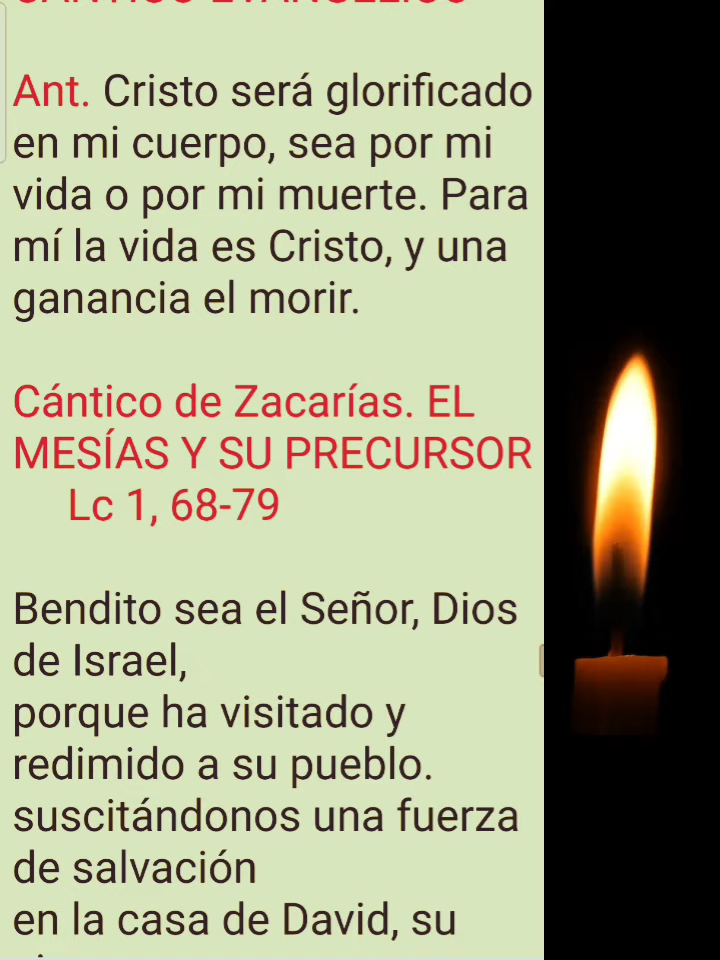 CÁNTICO EVANGÉLICO
Ant. Cristo será glorificado
en mi cuerpo, sea por mi
vida o por mi muerte. Para
mí la vida es Cristo, y una
ganancia el morir.
Cántico de Zacarías. EL
MESÍAS Y SU PRECURSOR
Lc 1, 68-79
Bendito sea el Señor, Dios
de Israel,
porque ha visitado y
redimido a su pueblo.
suscitándonos una fuerza
de salvación
en la casa de David, su